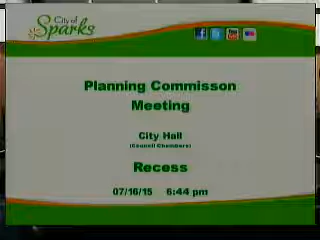 City of
Sparks
Planning Commisson
Meeting
City Hall
(Council Chambers)
Recess
07/16/15 6:44 pm